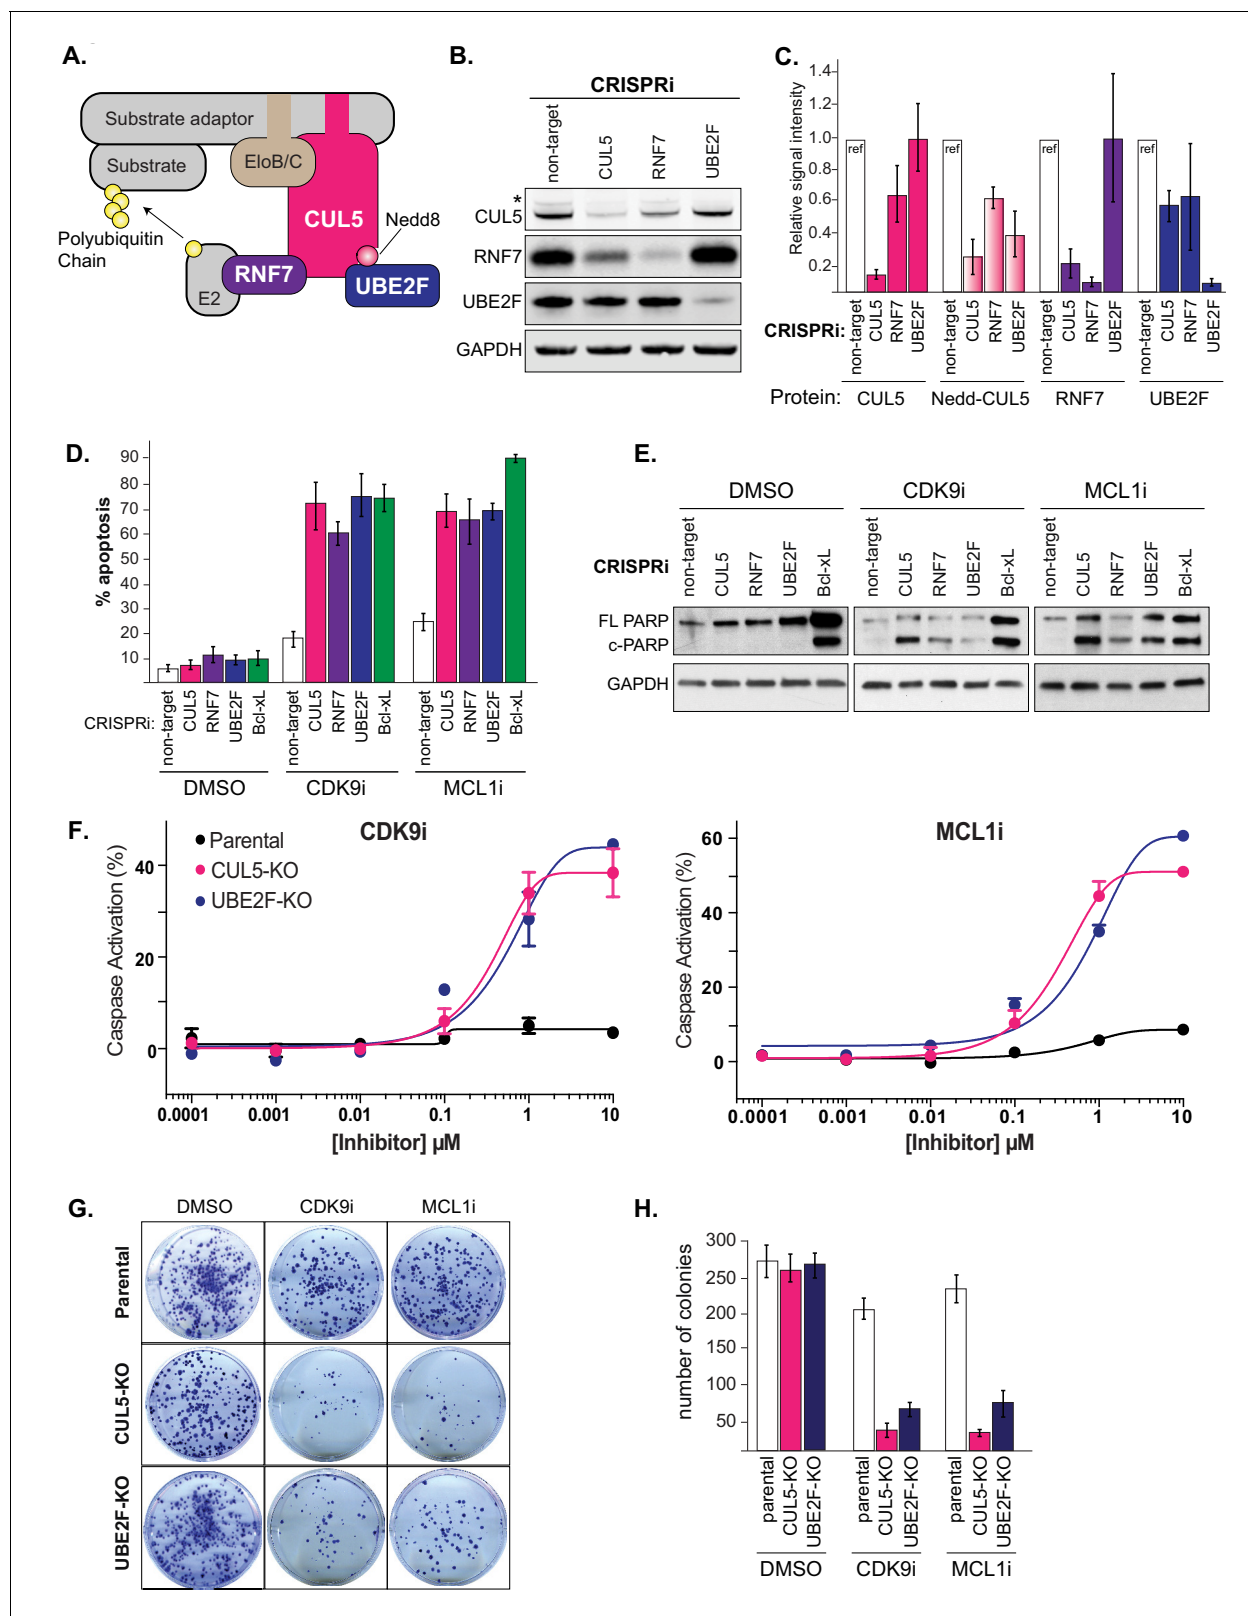 A.
Substrate adaptor
Substrate
EloB/C
CUL5
Nedd8
Polyubiquitin
Chain
E2
RNF7
UBE2F
B.
CRISPRi
non-target
CUL5
RNF7
UBE2F
*
CUL5
RNF7
UBE2F
GAPDH
C.
Relative signal intensity
1.4
1.0
0.8
0.6
0.4
0.2
ref
ref
ref
ref
CRISPRi:
non-target
CUL5
RNF7
UBE2F
non-target
CUL5
RNF7
UBE2F
non-target
CUL5
RNF7
UBE2F
non-target
CUL5
RNF7
UBE2F
Protein:
CUL5
Nedd-CUL5
RNF7
UBE2F
D.
% apoptosis
90
80
70
60
50
40
30
20
10
CRISPRi:
non-target
CUL5
RNF7
UBE2F
Bcl-xL
non-target
CUL5
RNF7
UBE2F
Bcl-xL
non-target
CUL5
RNF7
UBE2F
Bcl-xL
DMSO
CDK9i
MCL1i
E.
DMSO
CDK9i
MCL1i
CRISPRi
non-target
CUL5
RNF7
UBE2F
Bcl-xL
non-target
CUL5
RNF7
UBE2F
Bcl-xL
non-target
CUL5
RNF7
UBE2F
Bcl-xL
FL PARP
c-PARP
GAPDH
F.
CDK9i
Parental
CUL5-KO
UBE2F-KO
Caspase Activation (%)
40
20
0
0.0001
0.001
0.01
0.1
1
10
[Inhibitor] µM
MCL1i
Caspase Activation (%)
60
40
20
0
0.0001
0.001
0.01
0.1
1
10
[Inhibitor] µM
G.
DMSO
CDK9i
MCL1i
Parental
CUL5-KO
UBE2F-KO
H.
number of colonies
300
250
200
150
100
50
parental
CUL5-KO
UBE2F-KO
parental
CUL5-KO
UBE2F-KO
parental
CUL5-KO
UBE2F-KO
DMSO
CDK9i
MCL1i